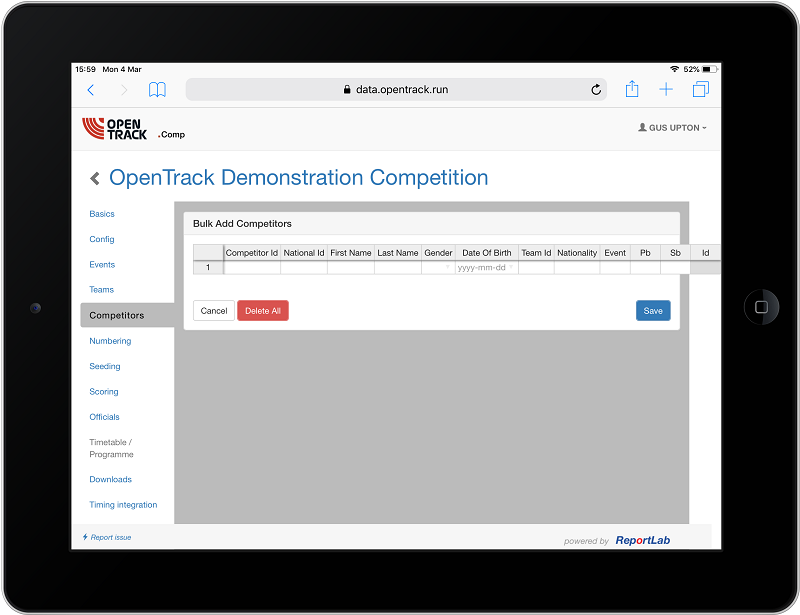 15:59 Mon 4 Mar 52%
data.opentrack.run
OPEN
TRACK .Comp
GUS UPTON
OpenTrack Demonstration Competition
Basics
Config
Events
Teams
Competitors
Numbering
Seeding
Scoring
Officials
Timetable /
Programme
Downloads
Timing integration
Bulk Add Competitors
Competitor Id National Id First Name Last Name Gender Date Of Birth Team Id Nationality Event Pb Sb Id
1 yyyy-mm-dd
Cancel Delete All Save
Report issue
powered by ReportLab